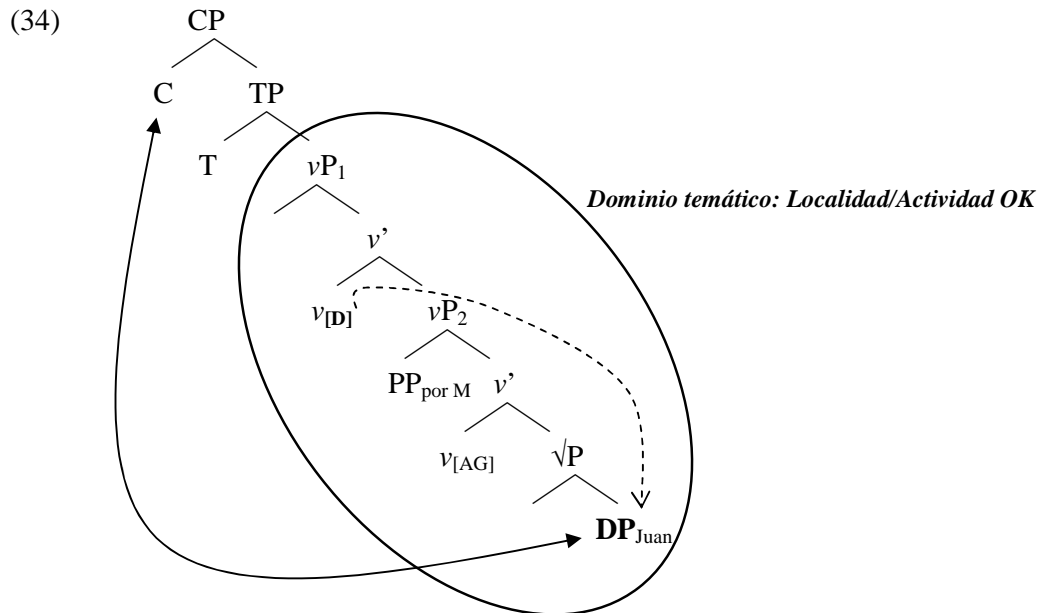 (34) CP
C TP
T vP1
Dominio temático: Localidad/Actividad OK
v’
v[D] vP2
PPpor M v’
v[AG] √P
DPJuan